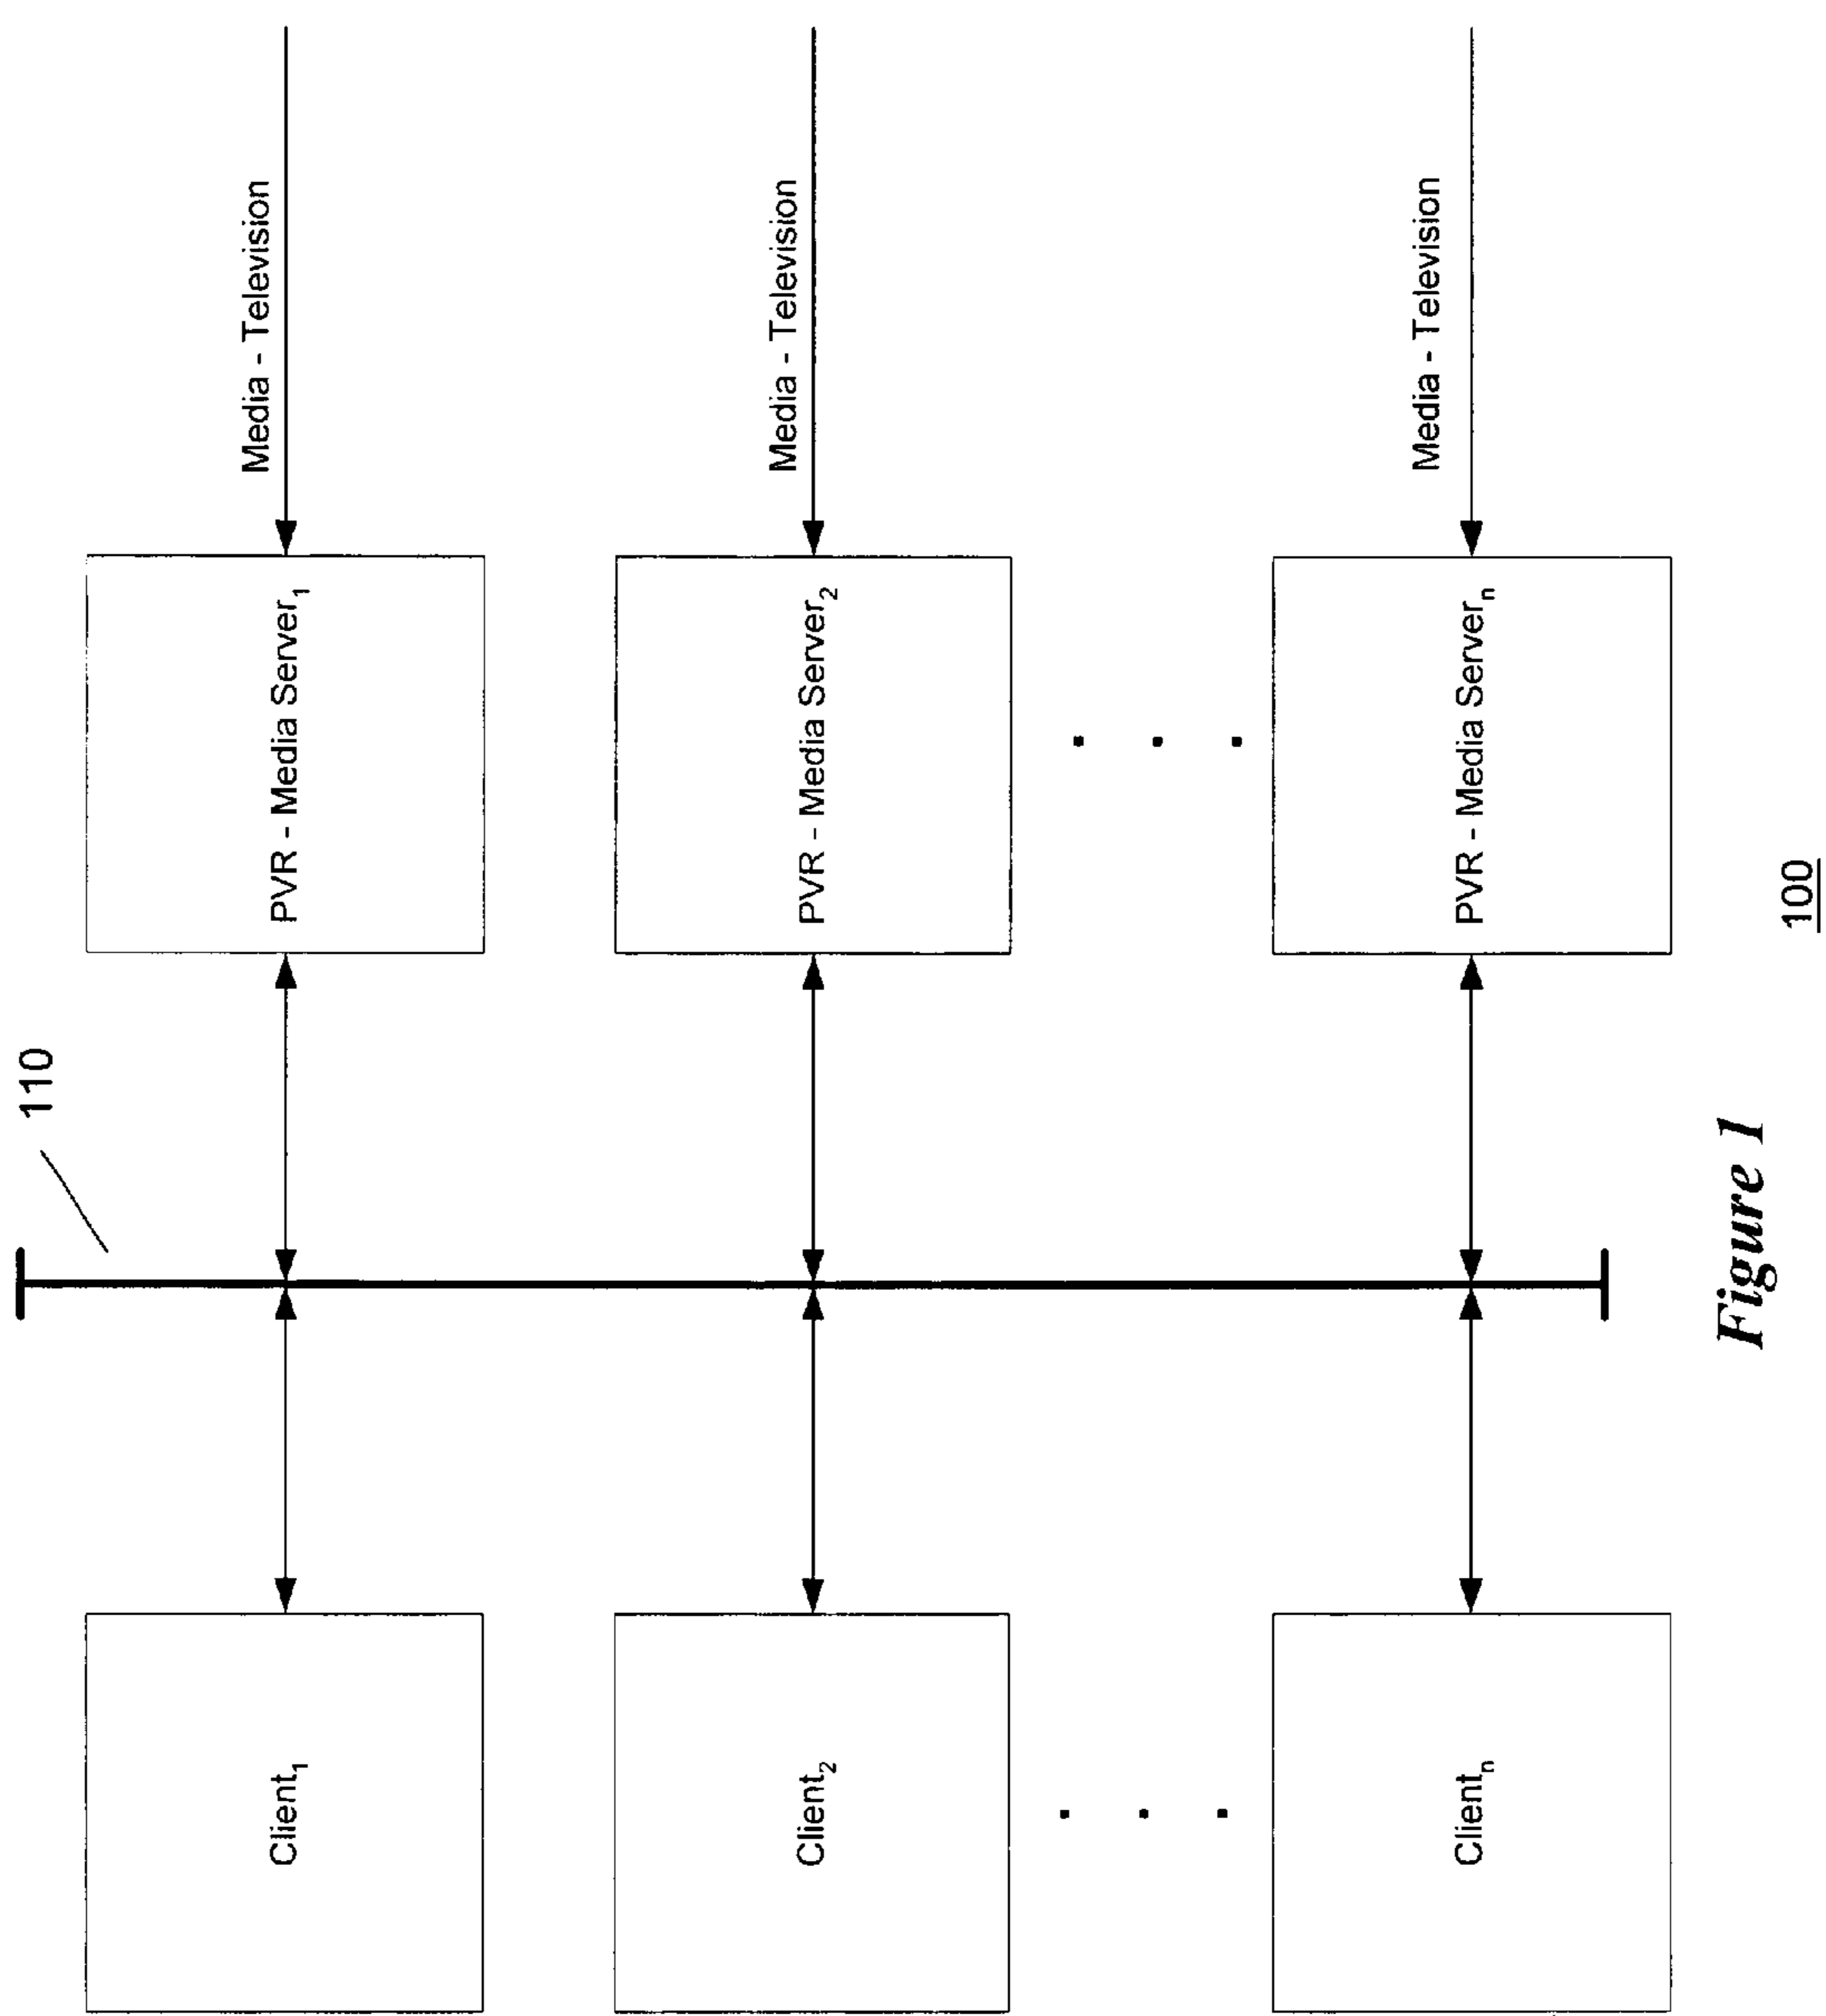 Media - Television
Media - Television
Media - Television
PVR - Media Server₁
PVR - Media Server₂
PVR - Media Serverₙ
110
Client₁
Client₂
Clientₙ
100
Figure 1